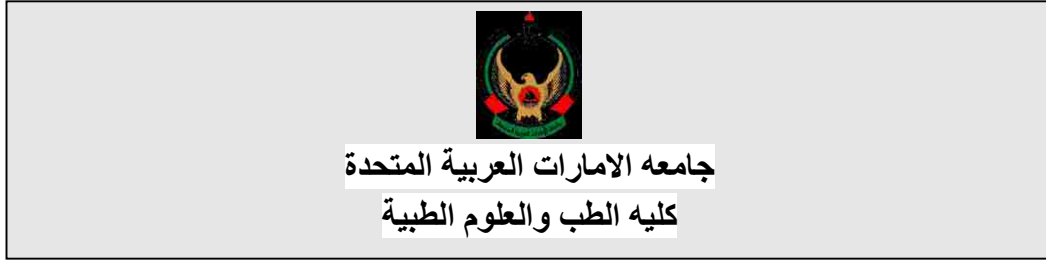 جامعه الامارات العربية المتحدة
كليه الطب والعلوم الطبية